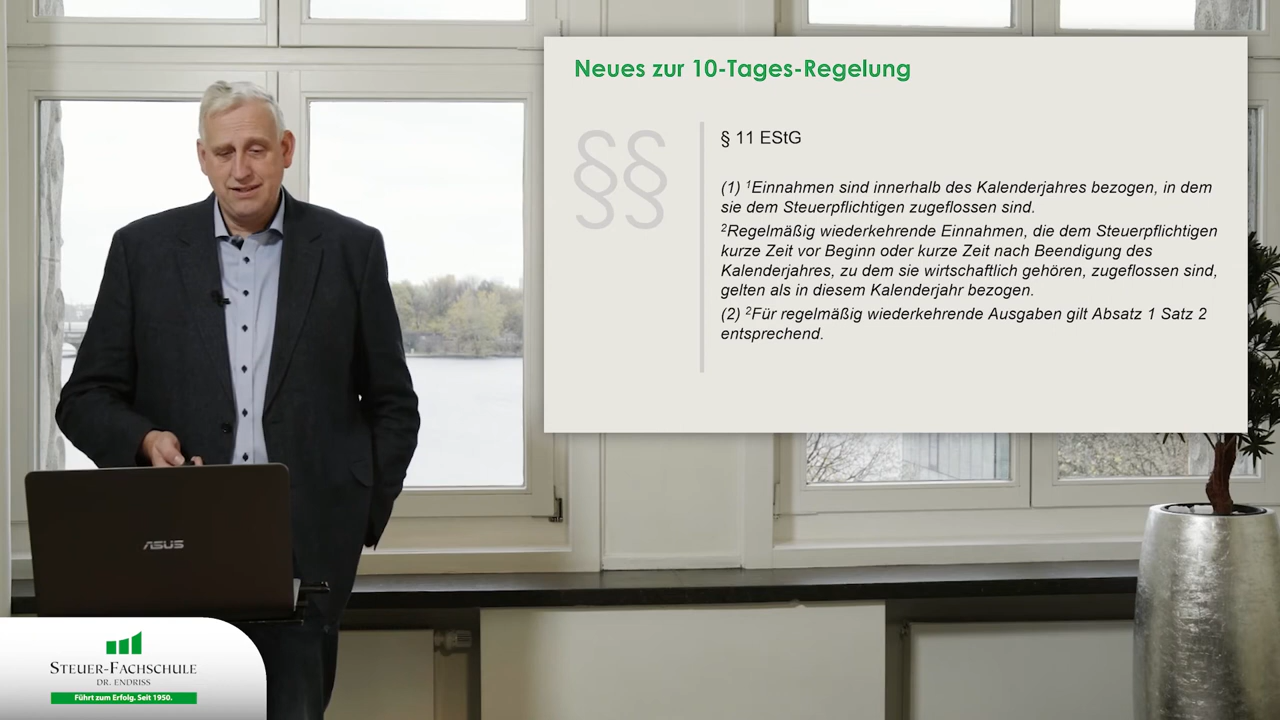 Neues zur 10-Tages-Regelung
§§
§ 11 EStG
(1) ¹Einnahmen sind innerhalb des Kalenderjahres bezogen, in dem
sie dem Steuerpflichtigen zugeflossen sind.
²Regelmäßig wiederkehrende Einnahmen, die dem Steuerpflichtigen
kurze Zeit vor Beginn oder kurze Zeit nach Beendigung des
Kalenderjahres, zu dem sie wirtschaftlich gehören, zugeflossen sind,
gelten als in diesem Kalenderjahr bezogen.
(2) ²Für regelmäßig wiederkehrende Ausgaben gilt Absatz 1 Satz 2
entsprechend.
ASUS
STEUER-FACHSCHULE
DR. ENDRISS
Führt zum Erfolg. Seit 1950.